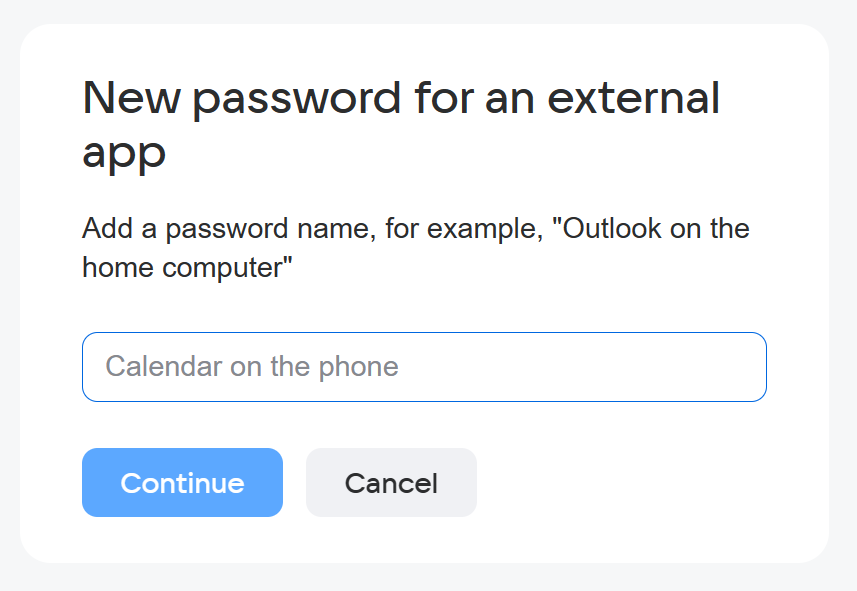 New password for an external
app
Add a password name, for example, "Outlook on the
home computer"
Calendar on the phone
Continue
Cancel